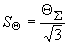 S_Θ = Θ_Σ / √3